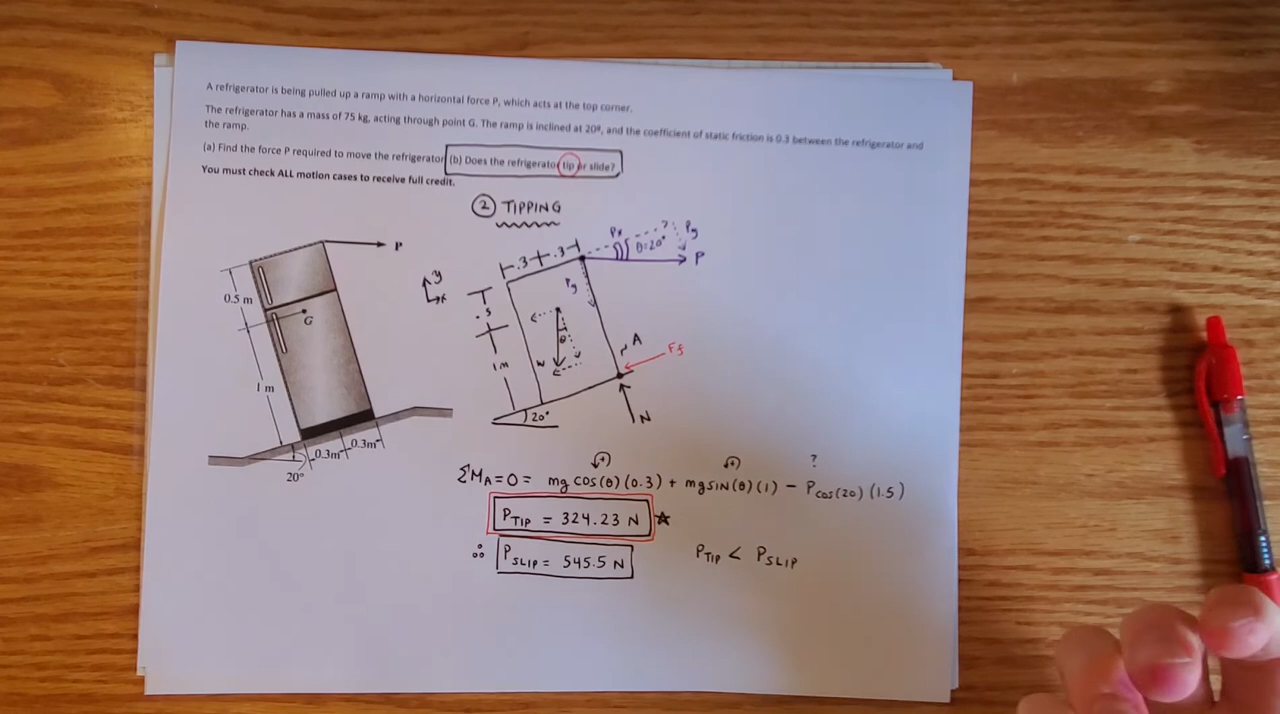 A refrigerator is being pulled up a ramp with a horizontal force P, which acts at the top corner.
The refrigerator has a mass of 75 kg, acting through point G. The ramp is inclined at 20º, and the coefficient of static friction is 0.3 between the refrigerator and
the ramp.
(a) Find the force P required to move the refrigerator (b) Does the refrigerator tip or slide?
You must check ALL motion cases to receive full credit.
② TIPPING
P
0.5 m
G
1 m
0.3m
0.3m
20°
y
x
.3
.3
Px
θ=20°
Py
P
Py
.5
1m
θ
W
A
Ff
N
20°
ΣMA=0= mg cos(θ)(0.3) + mg SIN(θ)(1) − P cos(20)(1.5)
(+)
(+)
?
PTIP = 324.23 N ☆
∴ PSLIP = 545.5 N
PTIP < PSLIP